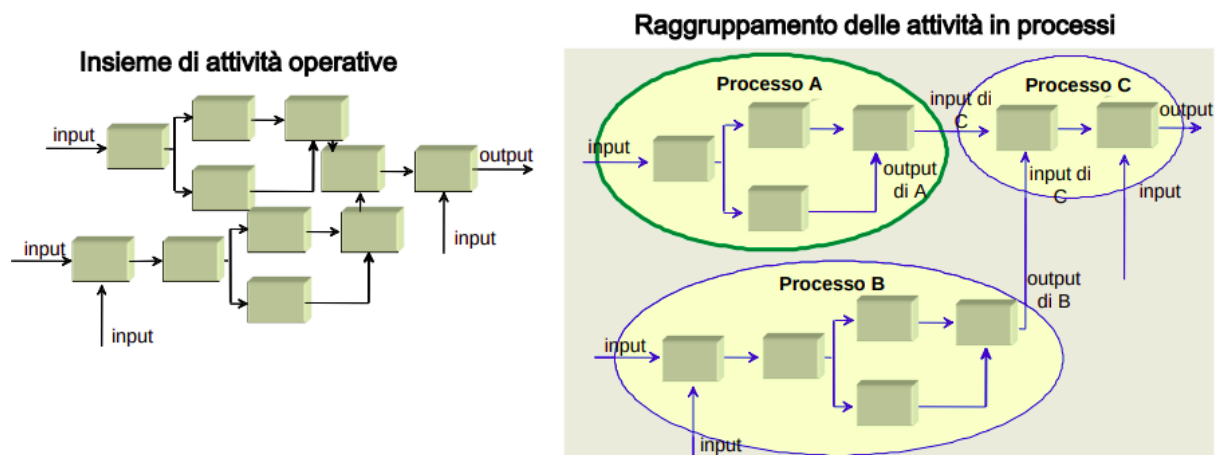 Insieme di attività operative
input
output
input
input
input
Raggruppamento delle attività in processi
Processo A
input
output
di A
input di
C
Processo C
output
input di
C
input
Processo B
output
di B
input
input